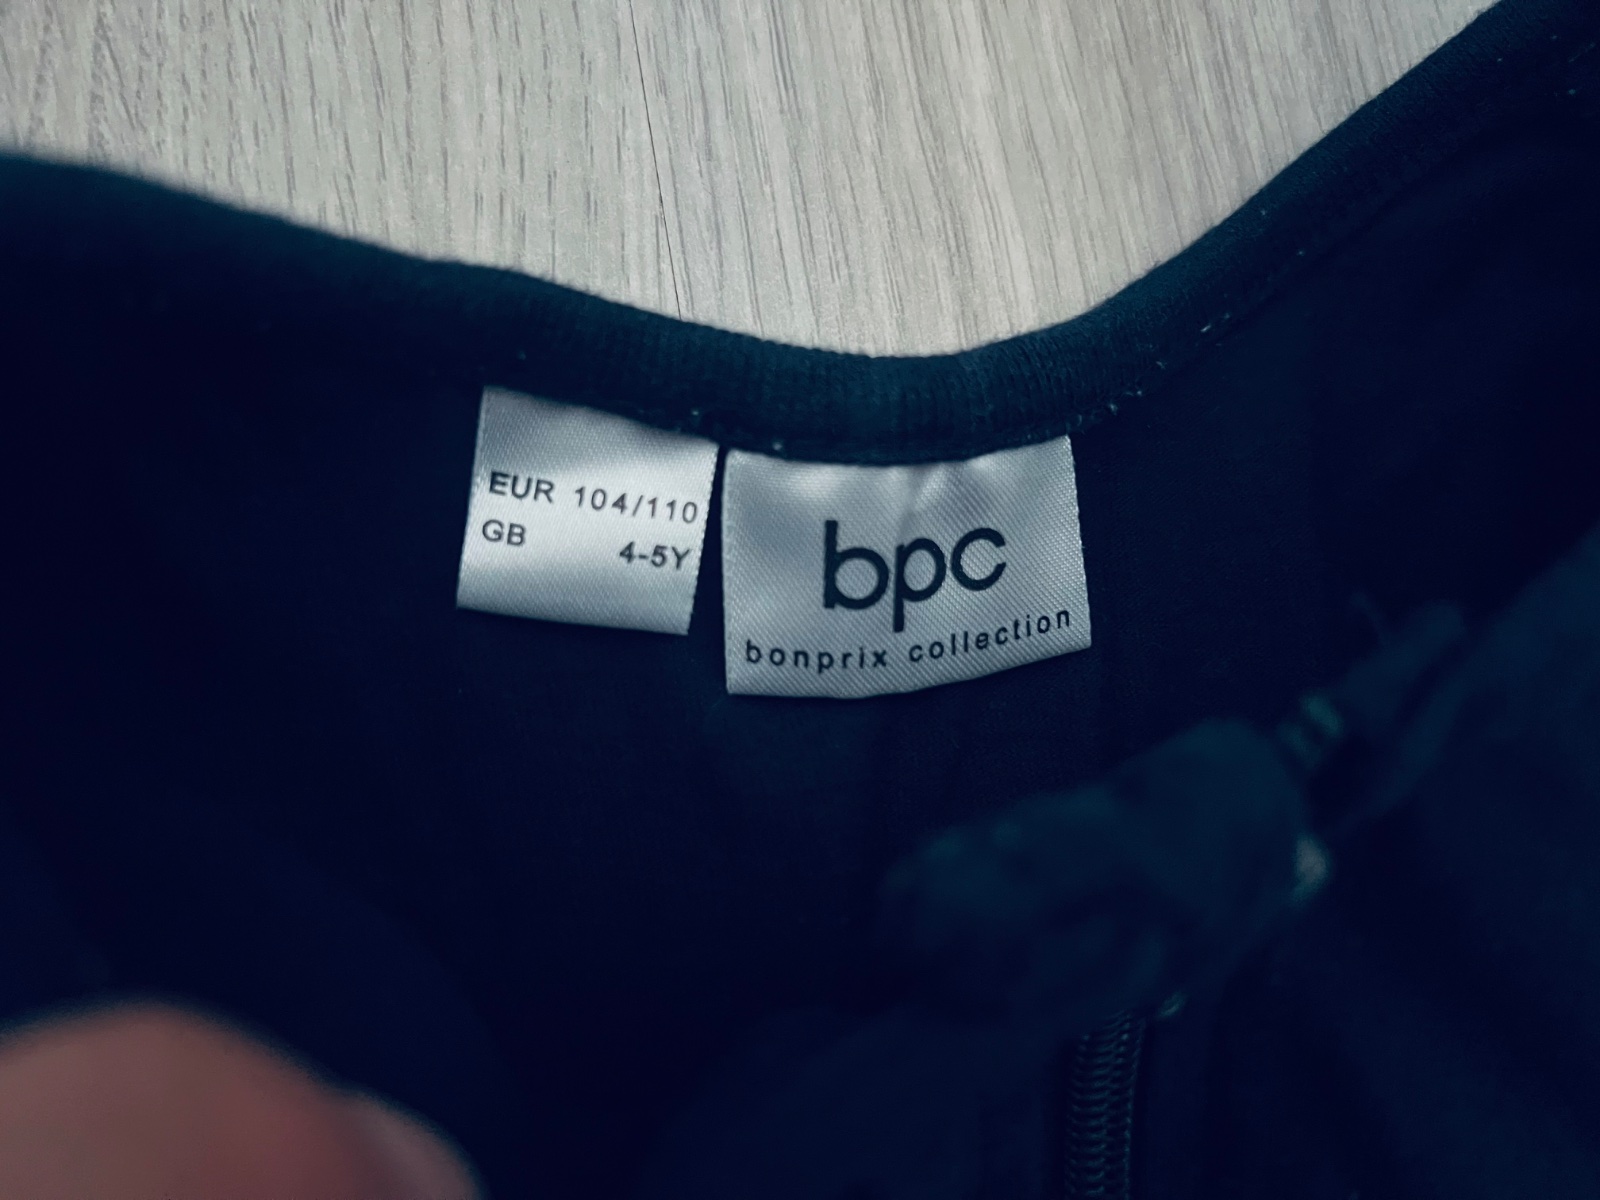 EUR 104/110
GB 4-5Y
bpc
bonprix collection